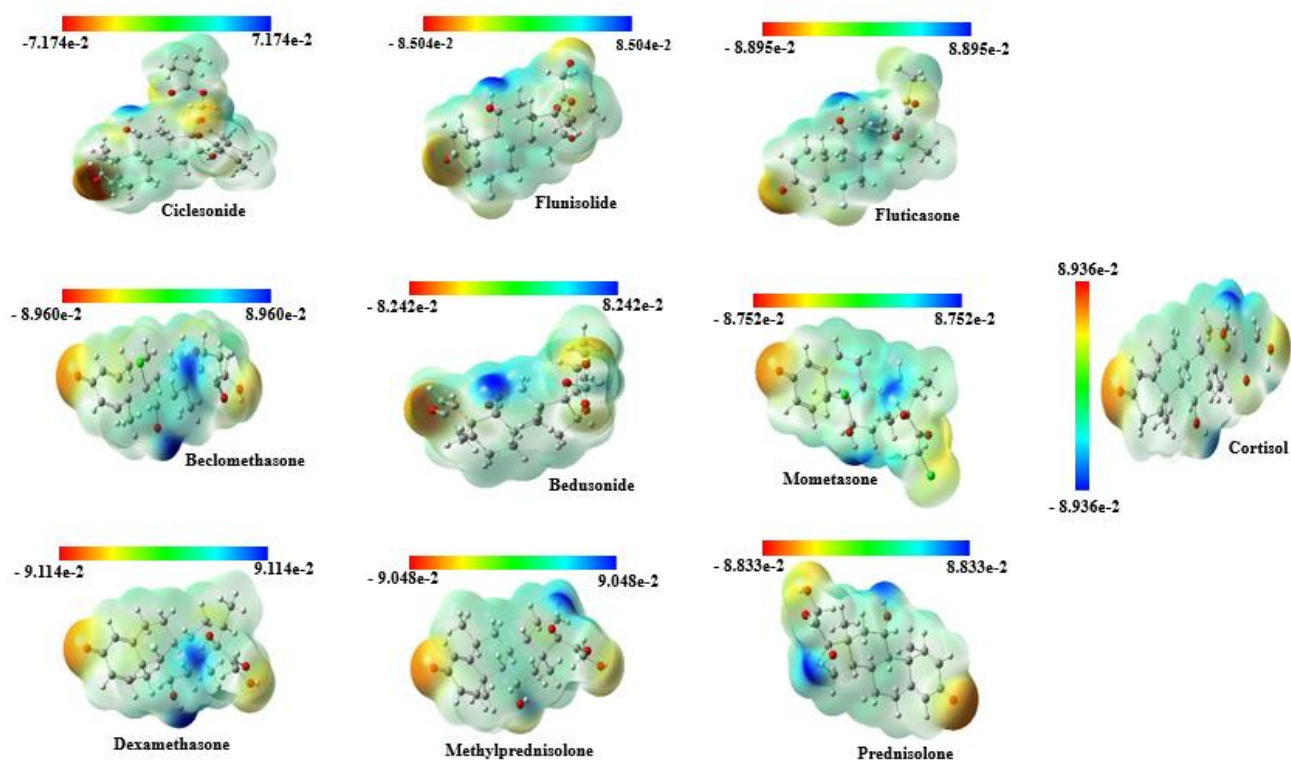 -7.174e-2 7.174e-2
Ciclesonide
-8.504e-2 8.504e-2
Flunisolide
- 8.895e-2 8.895e-2
Fluticasone
- 8.960e-2 8.960e-2
Beclomethasone
- 8.242e-2 8.242e-2
Bedusonide
- 8.752e-2 8.752e-2
Mometasone
8.936e-2
- 8.936e-2
Cortisol
- 9.114e-2 9.114e-2
Dexamethasone
- 9.048e-2 9.048e-2
Methylprednisolone
- 8.833e-2 8.833e-2
Prednisolone